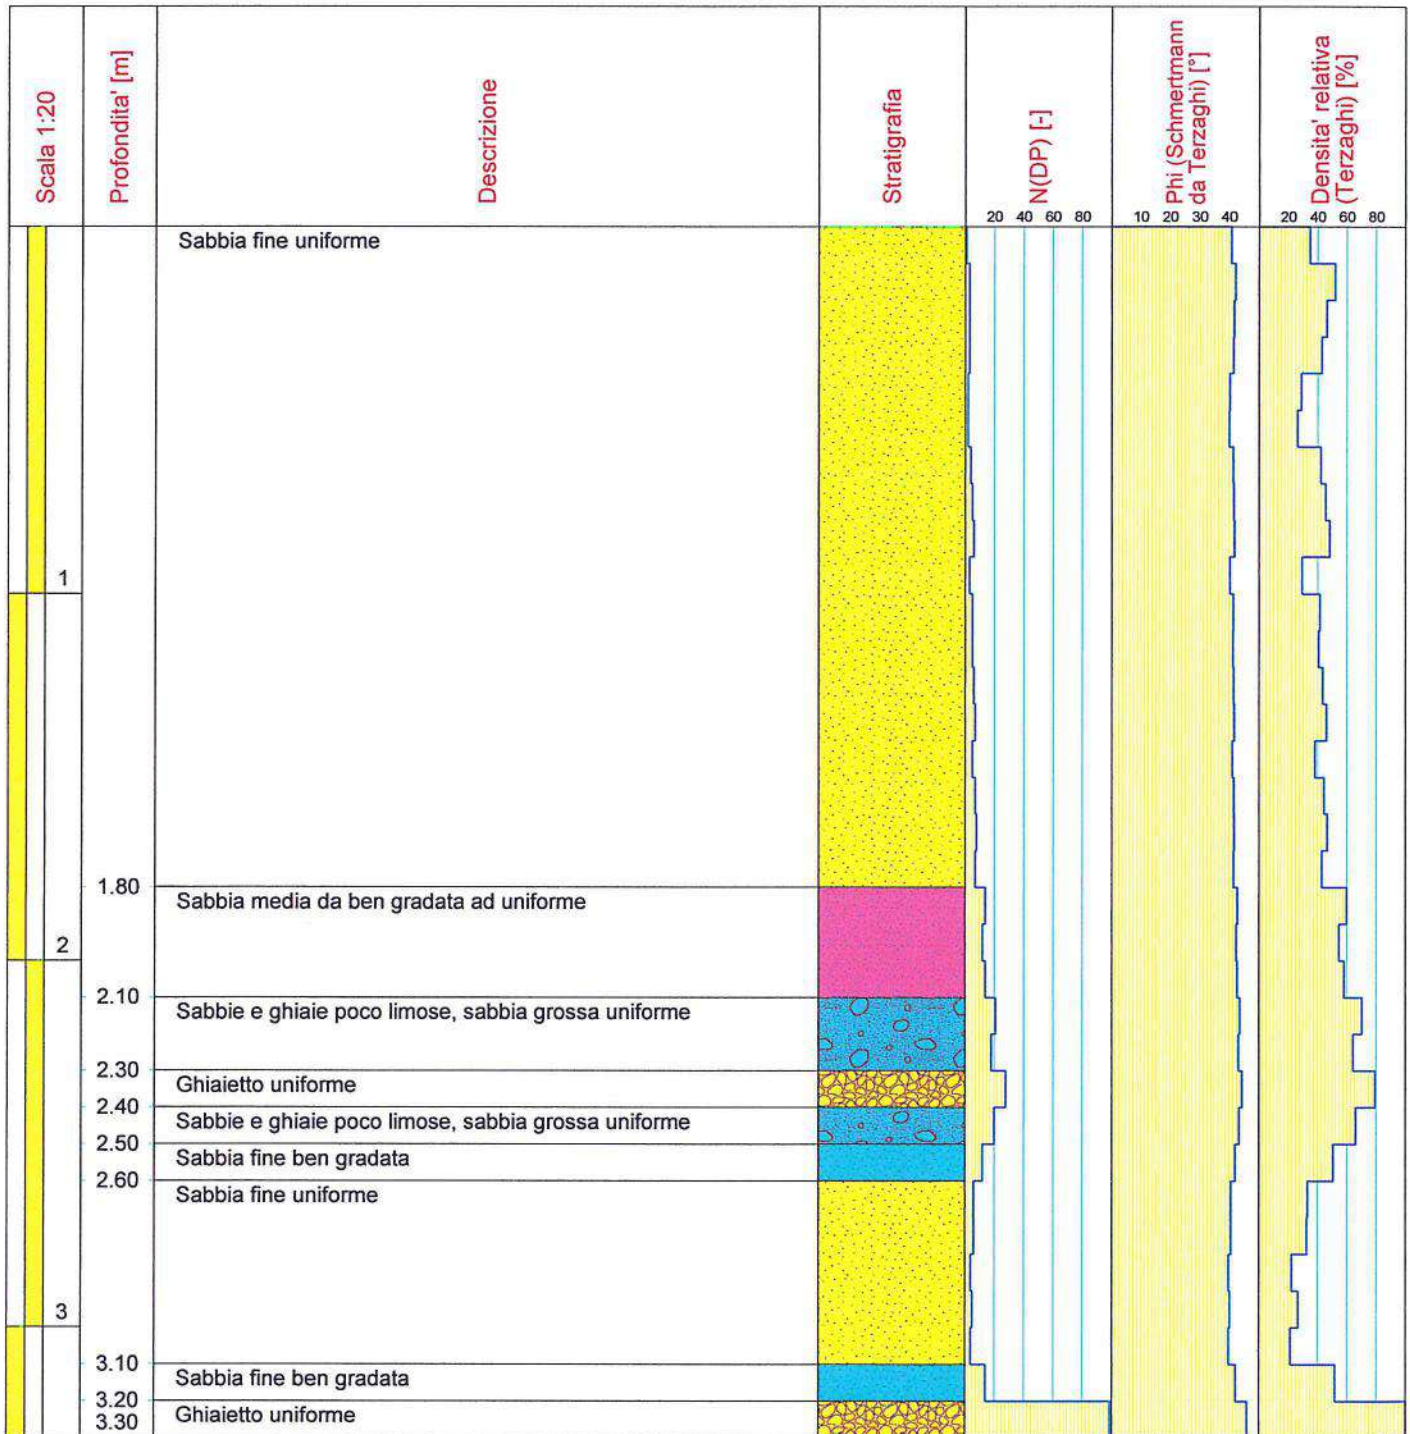 Scala 1:20
Profondita' [m]
Descrizione
Stratigrafia
N(DP) [-]
Phi (Schmertmann
da Terzaghi) [°]
Densita' relativa
(Terzaghi) [%]
20 40 60 80
10 20 30 40
20 40 60 80
Sabbia fine uniforme
1
1.80
Sabbia media da ben gradata ad uniforme
2
2.10
Sabbie e ghiaie poco limose, sabbia grossa uniforme
2.30
Ghiaietto uniforme
2.40
Sabbie e ghiaie poco limose, sabbia grossa uniforme
2.50
Sabbia fine ben gradata
2.60
Sabbia fine uniforme
3
3.10
Sabbia fine ben gradata
3.20
Ghiaietto uniforme
3.30